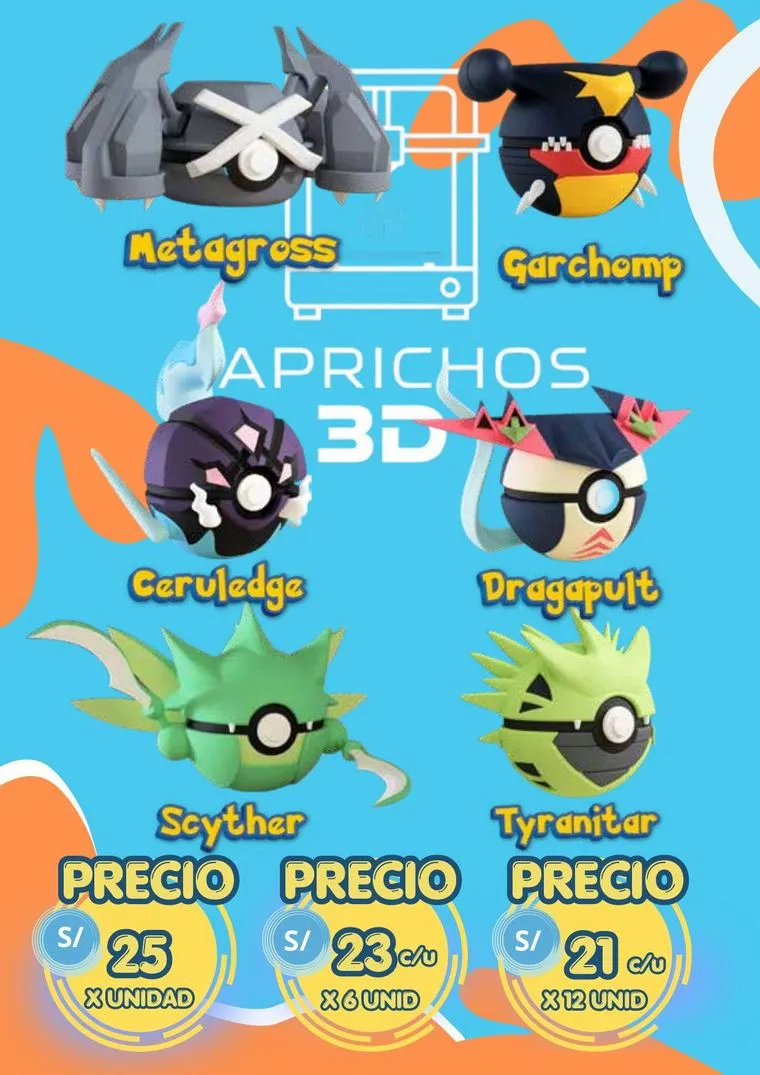 Metagross
Garchomp
APRICHOS
3D
Ceruledge
Dragapult
Scyther
Tyranitar
PRECIO
S/ 25
X UNIDAD
PRECIO
S/ 23 c/u
X 6 UNID
PRECIO
S/ 21 c/u
X 12 UNID